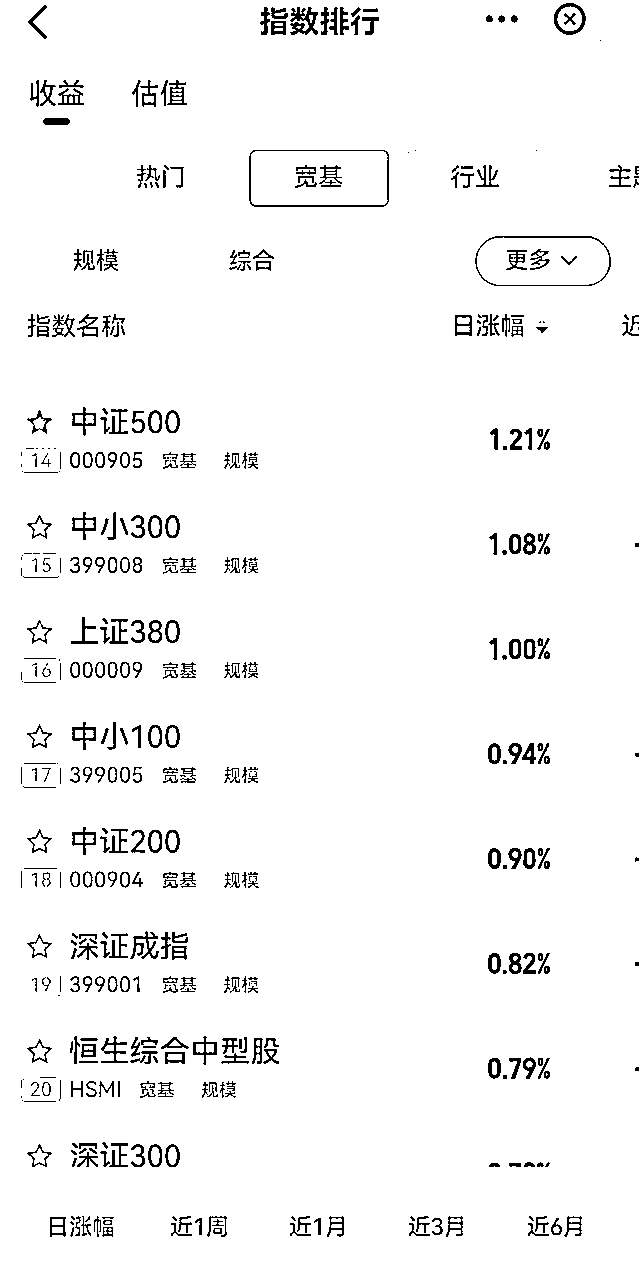 指数排行
收益 估值
热门 宽基 行业
规模 综合 更多
指数名称 日涨幅 近
中证500 1.21%
14 000905 宽基 规模
中小300 1.08%
15 399008 宽基 规模
上证380 1.00%
16 000009 宽基 规模
中小100 0.94%
17 399005 宽基 规模
中证200 0.90%
18 000904 宽基 规模
深证成指 0.82%
19 399001 宽基 规模
恒生综合中型股 0.79%
20 HSMI 宽基 规模
深证300
日涨幅 近1周 近1月 近3月 近6月